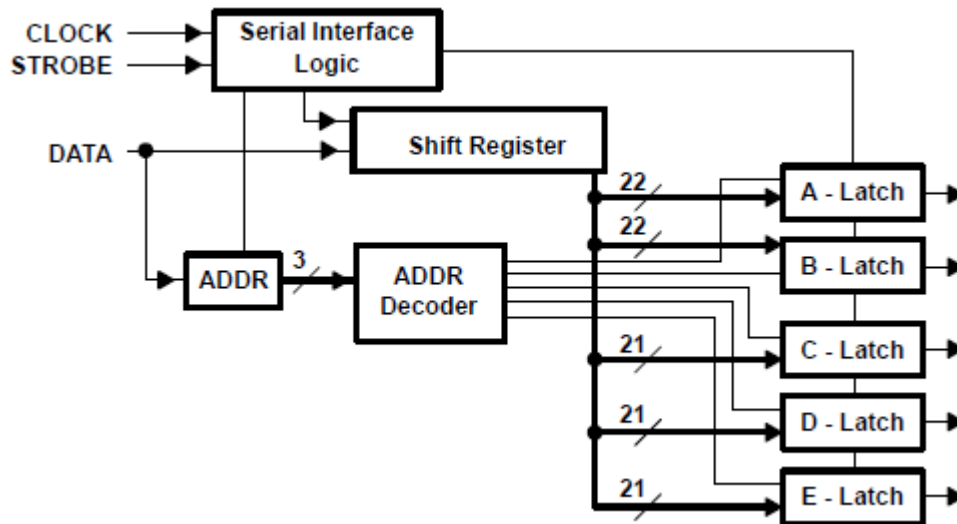 CLOCK
STROBE
Serial Interface
Logic
DATA
Shift Register
22
A - Latch
22
B - Latch
3
ADDR
ADDR
Decoder
21
C - Latch
21
D - Latch
21
E - Latch